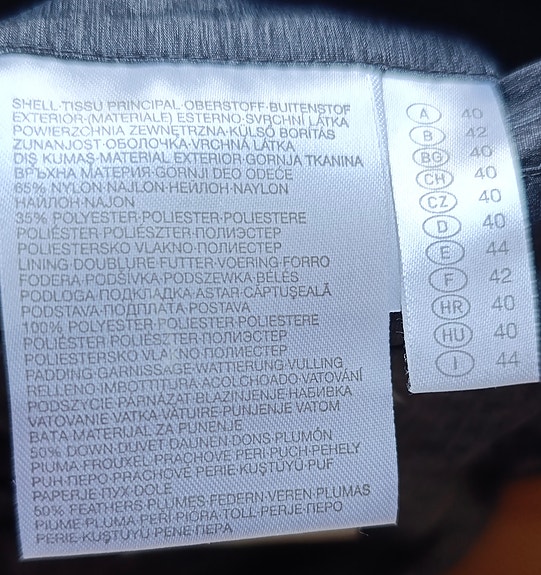 SHELL·TISSU PRINCIPAL·OBERSTOFF·BUITENSTOF
EXTERIOR·(MATERIALE) ESTERNO·SVRCHNÍ LÁTKA
POWIERZCHNIA ZEWNĘTRZNA·KÜLSŐ BORÍTÁS
ZUNANJOST·ОБОЛОЧКА·VRCHNÁ LÁTKA
DIŞ KUMAŞ·MATERIAL EXTERIOR·GORNJA TKANINA
ВРЪХНА МАТЕРИЯ·GORNJI DEO ODEĆE
65% NYLON·NAJLON·НЕЙЛОН·NAYLON
НАЙЛОН·NAJON
35% POLYESTER·POLIESTER·POLIESTERE
POLIÉSTER·POLIÉSZTER·ПОЛИЭСТЕР
POLIESTERSKO VLAKNO·ПОЛИЕСТЕР
LINING·DOUBLURE·FUTTER·VOERING·FORRO
FODERA·PODŠÍVKA·PODSZEWKA·BÉLÉS
PODLOGA·ПОДКЛАДКА·ASTAR·CĂPTUŞEALĂ
PODSTAVA·ПОДПЛАТА·POSTAVA
100% POLYESTER·POLIESTER·POLIESTERE
POLIÉSTER·POLIÉSZTER·ПОЛИЭСТЕР
POLIESTERSKO VLAKNO·ПОЛИЕСТЕР
PADDING·GARNISSAGE·WATTIERUNG·VULLING
RELLENO·IMBOTTITURA·ACOLCHOADO·VATOVÁNÍ
PODSZYCIE·PÁRNÁZAT·BLAZINJENJE·НАБИВКА
VATOVANIE·VATKA·VĂTUIRE·PUNJENJE VATOM
ВАТА·MATERIJAL ZA PUNENJE
50% DOWN·DUVET·DAUNEN·DONS·PLUMÓN
PIUMA·FROUXEL·PRACHOVÉ PEŘÍ·PUCH·PEHELY
PUH·ПЕРО·PRACHOVÉ PERIE·KUŞTÜYÜ·PUF
PAPERJE·ПУХ·DOLE
50% FEATHERS·PLUMES·FEDERN·VEREN·PLUMAS
PIUME·PLUMA·PEŘÍ·PIÓRA·TOLL·PERJE·ПЕРО
PERIE·KUŞTÜYÜ·PENE·ПЕРА
A 40
B 42
BG 40
CH 40
CZ 40
D 40
E 44
F 42
HR 40
HU 40
I 44